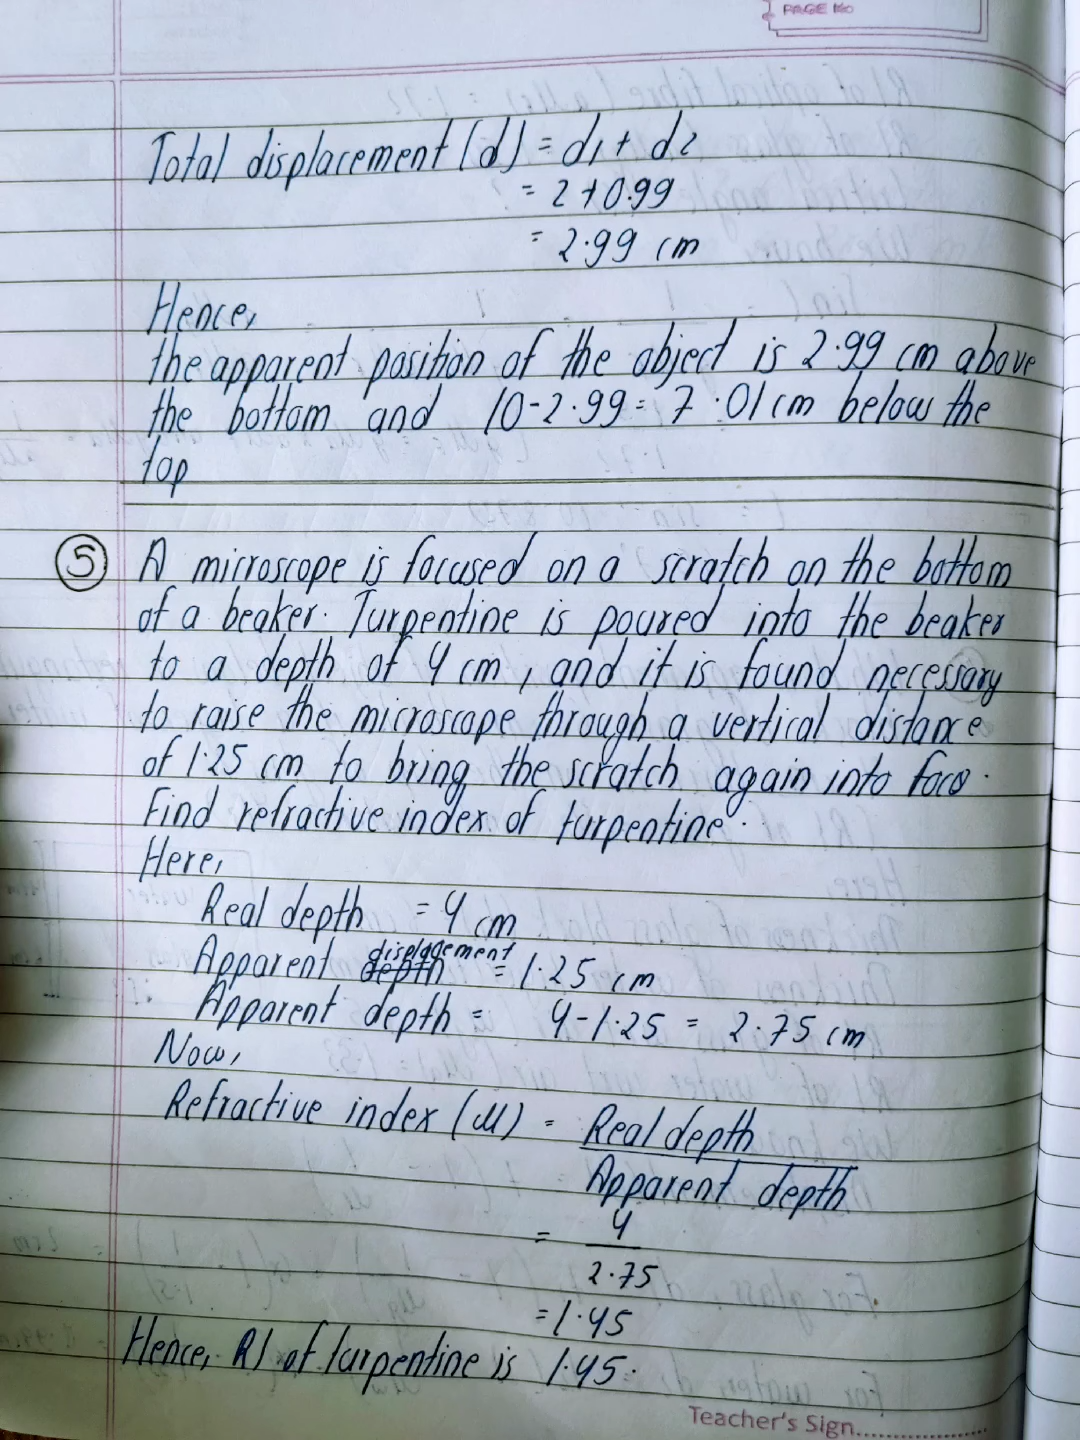 PAGE No
Total displacement (d) = d1 + d2
= 2 + 0.99
= 2.99 cm
Hence,
the apparent position of the object is 2.99 cm above
the bottom and 10-2.99 = 7.01 cm below the
top
5 A microscope is focused on a scratch on the bottom
of a beaker. Turpentine is poured into the beaker
to a depth of 4 cm, and it is found necessary
to raise the microscope through a vertical distance
of 1.25 cm to bring the scratch again into focus.
Find refractive index of turpentine.
Here,
Real depth = 4 cm
Apparent displacement = 1.25 cm
Apparent depth = 4-1.25 = 2.75 cm
Now,
Refractive index (μ) = Real depth
Apparent depth
= 4
2.75
= 1.45
Hence, RI of turpentine is 1.45.
Teacher's Sign....................